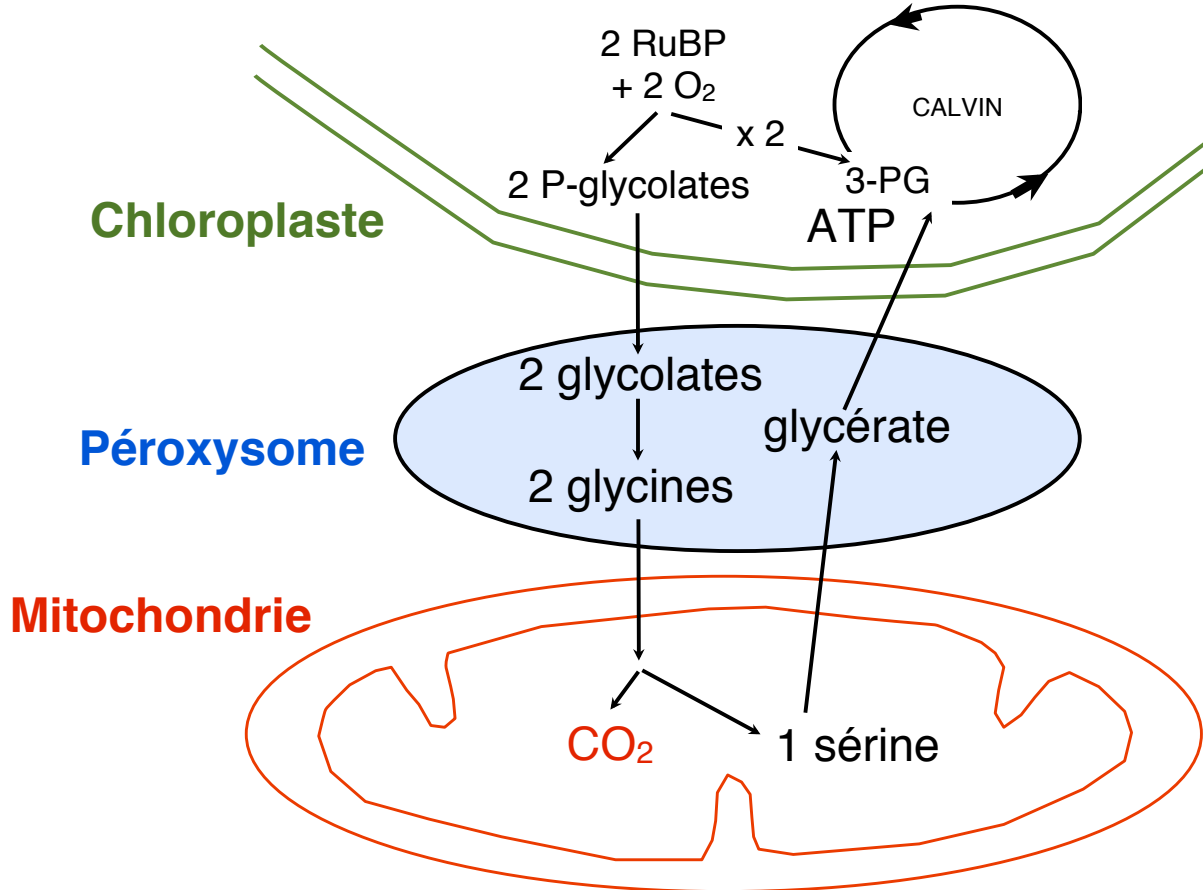 2 RuBP
+ 2 O₂
CALVIN
x 2
2 P-glycolates
3-PG
Chloroplaste
ATP
2 glycolates
glycérate
Péroxysome
2 glycines
Mitochondrie
CO₂
1 sérine